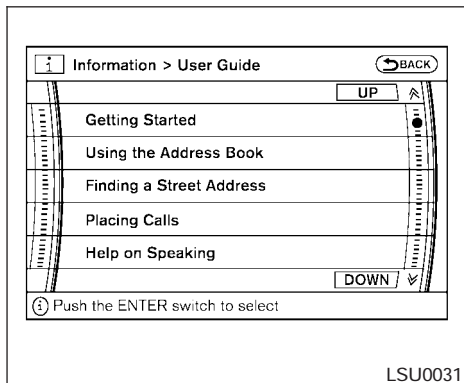 i Information > User Guide BACK
UP
Getting Started
Using the Address Book
Finding a Street Address
Placing Calls
Help on Speaking
DOWN
i Push the ENTER switch to select
LSU0031